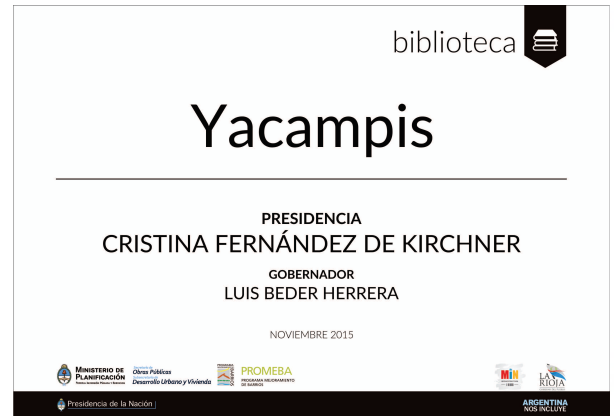 biblioteca
Yacampis
PRESIDENCIA
CRISTINA FERNÁNDEZ DE KIRCHNER
GOBERNADOR
LUIS BEDER HERRERA
NOVIEMBRE 2015
MINISTERIO DE
PLANIFICACIÓN
Obras Públicas
Desarrollo Urbano y Vivienda
PROMEBA
PROGRAMA MEJORAMIENTO
DE BARRIOS
MIN
LA
RIOJA
Presidencia de la Nación
ARGENTINA
NOS INCLUYE